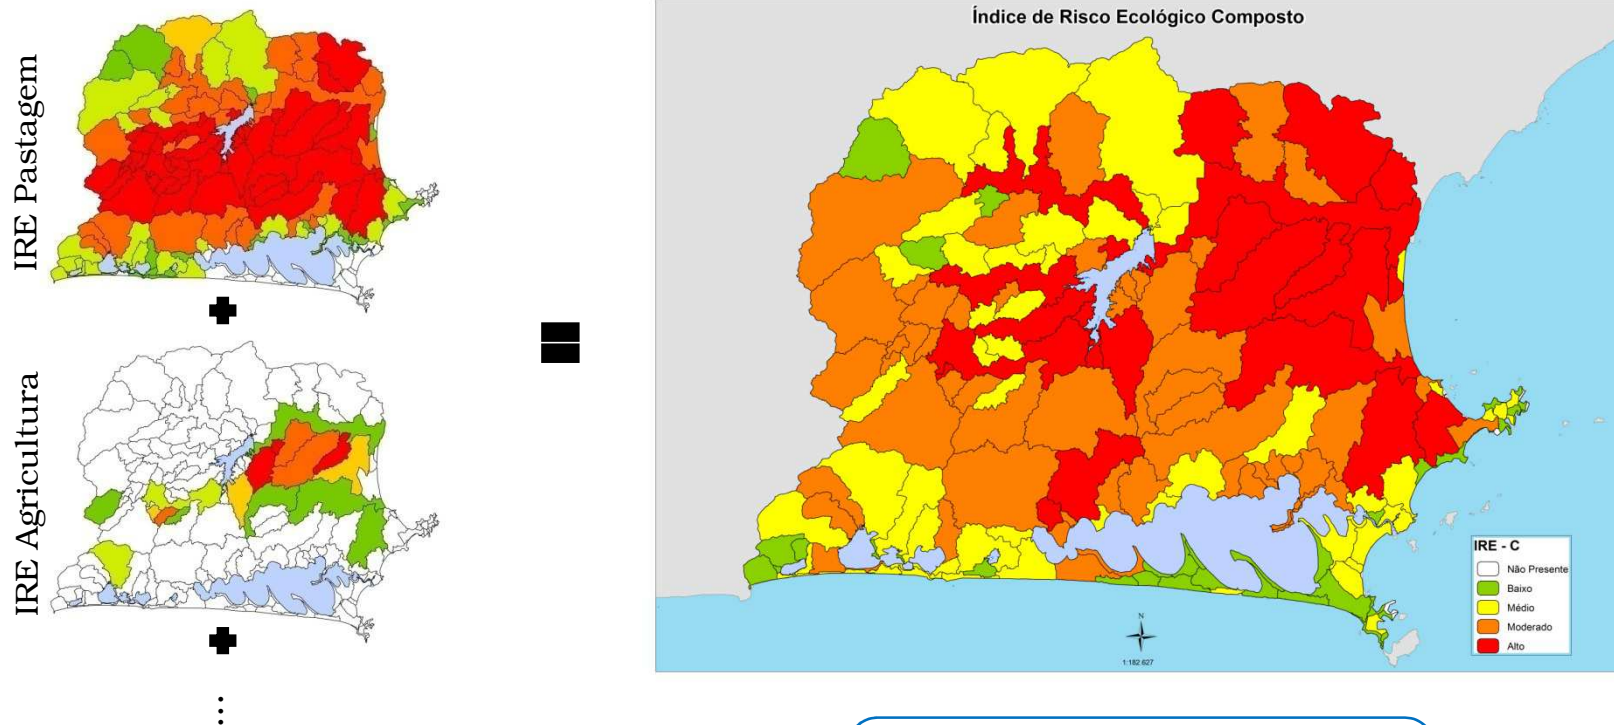 IRE Pastagem
IRE Agricultura
...
Índice de Risco Ecológico Composto
N
1:182 627
IRE - C
Não Presente
Baixo
Médio
Moderado
Alto